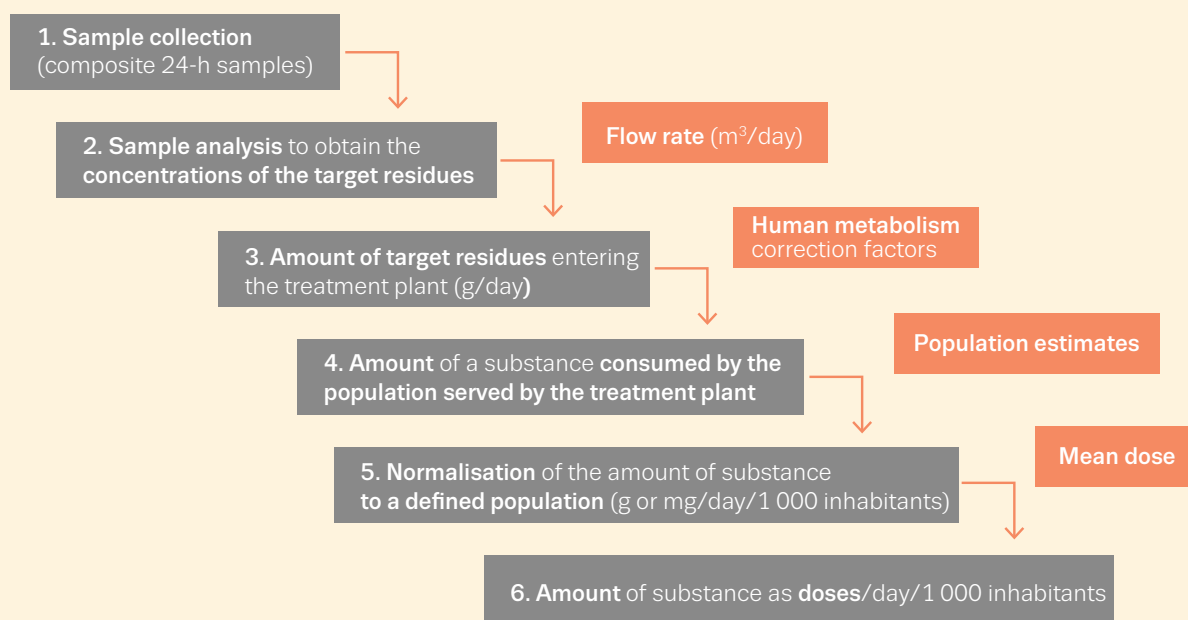 1. Sample collection
(composite 24-h samples)
2. Sample analysis to obtain the
concentrations of the target residues
Flow rate (m³/day)
3. Amount of target residues entering
the treatment plant (g/day)
Human metabolism
correction factors
4. Amount of a substance consumed by the
population served by the treatment plant
Population estimates
5. Normalisation of the amount of substance
to a defined population (g or mg/day/1 000 inhabitants)
Mean dose
6. Amount of substance as doses/day/1 000 inhabitants